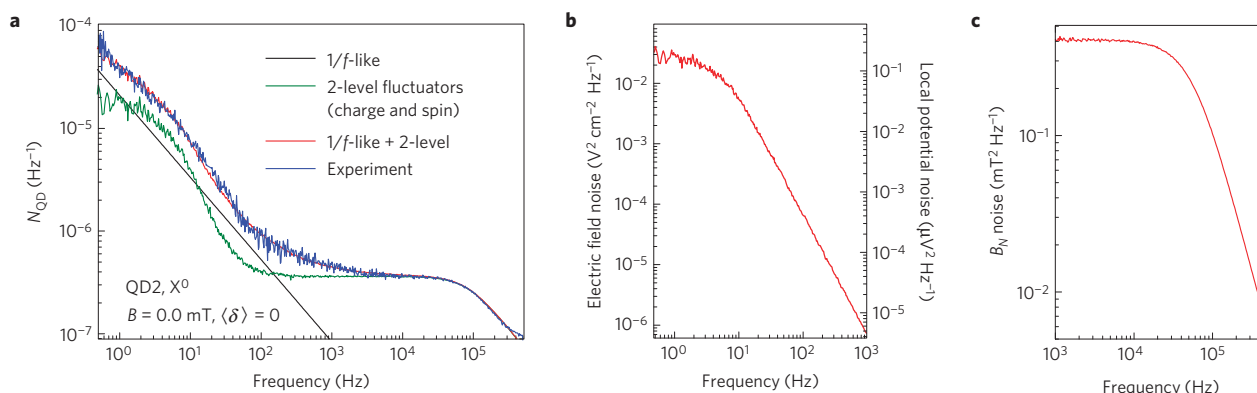 a
10⁻⁴
10⁻⁵
10⁻⁶
10⁻⁷
N_QD (Hz⁻¹)
1/f-like
2-level fluctuators
(charge and spin)
1/f-like + 2-level
Experiment
QD2, X⁰
B = 0.0 mT, ⟨δ⟩ = 0
10⁰ 10¹ 10² 10³ 10⁴ 10⁵
Frequency (Hz)
b
10⁻²
10⁻³
10⁻⁴
10⁻⁵
10⁻⁶
Electric field noise (V² cm⁻² Hz⁻¹)
10⁻¹
10⁻²
10⁻³
10⁻⁴
10⁻⁵
Local potential noise (μV² Hz⁻¹)
10⁰ 10¹ 10² 10³
Frequency (Hz)
c
10⁻¹
10⁻²
B_N noise (mT² Hz⁻¹)
10³ 10⁴ 10⁵
Frequency (Hz)